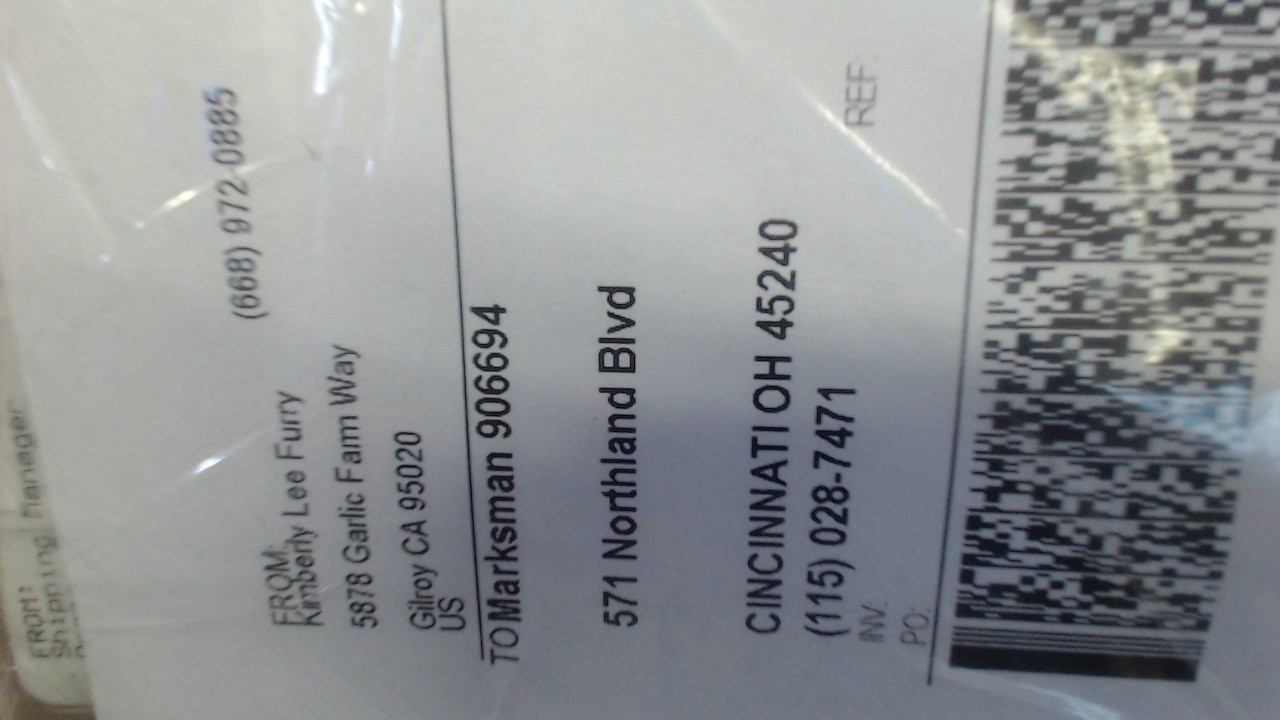 FROM:
Shipping Manager
(668) 972-0885
FROM:
Kimberly Lee Furry
5878 Garlic Farm Way
Gilroy CA 95020
US
TO Marksman 906694
571 Northland Blvd
CINCINNATI OH 45240
(115) 028-7471
INV: REF:
PO: